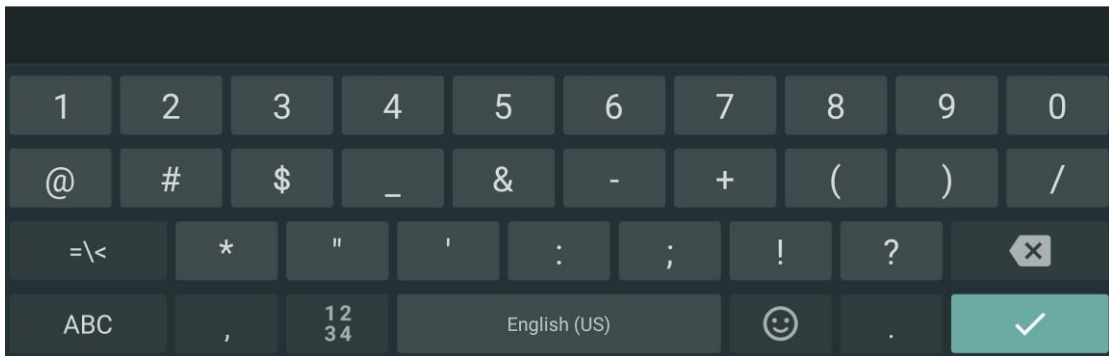 1 2 3 4 5 6 7 8 9 0
@ # $ _ & - + ( ) /
=\< * " ' : ; ! ?
ABC , 12 English (US) .
34